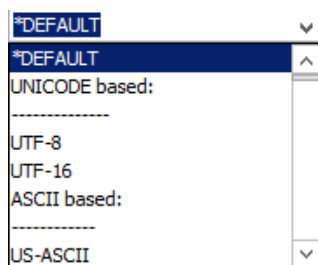 *DEFAULT
*DEFAULT
UNICODE based:
--------------
UTF-8
UTF-16
ASCII based:
------------
US-ASCII